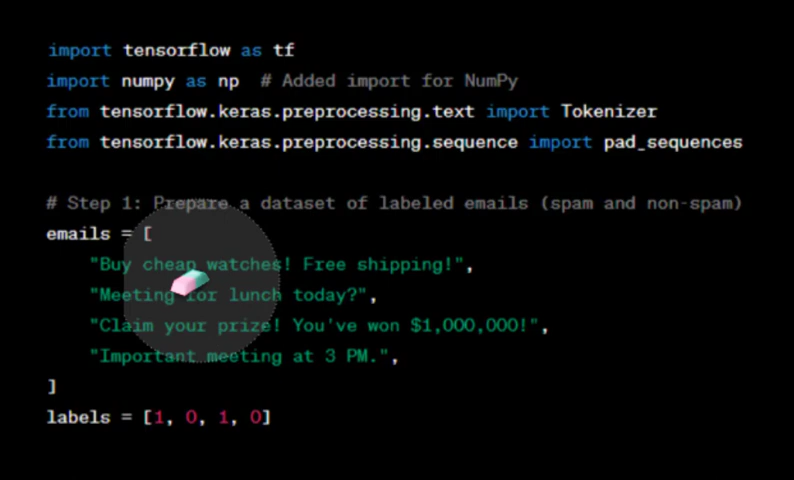 import tensorflow as tf
import numpy as np  # Added import for NumPy
from tensorflow.keras.preprocessing.text import Tokenizer
from tensorflow.keras.preprocessing.sequence import pad_sequences
# Step 1: Prepare a dataset of labeled emails (spam and non-spam)
emails = [
"Buy cheap watches! Free shipping!",
"Meeting for lunch today?",
"Claim your prize! You've won $1,000,000!",
"Important meeting at 3 PM.",
]
labels = [1, 0, 1, 0]